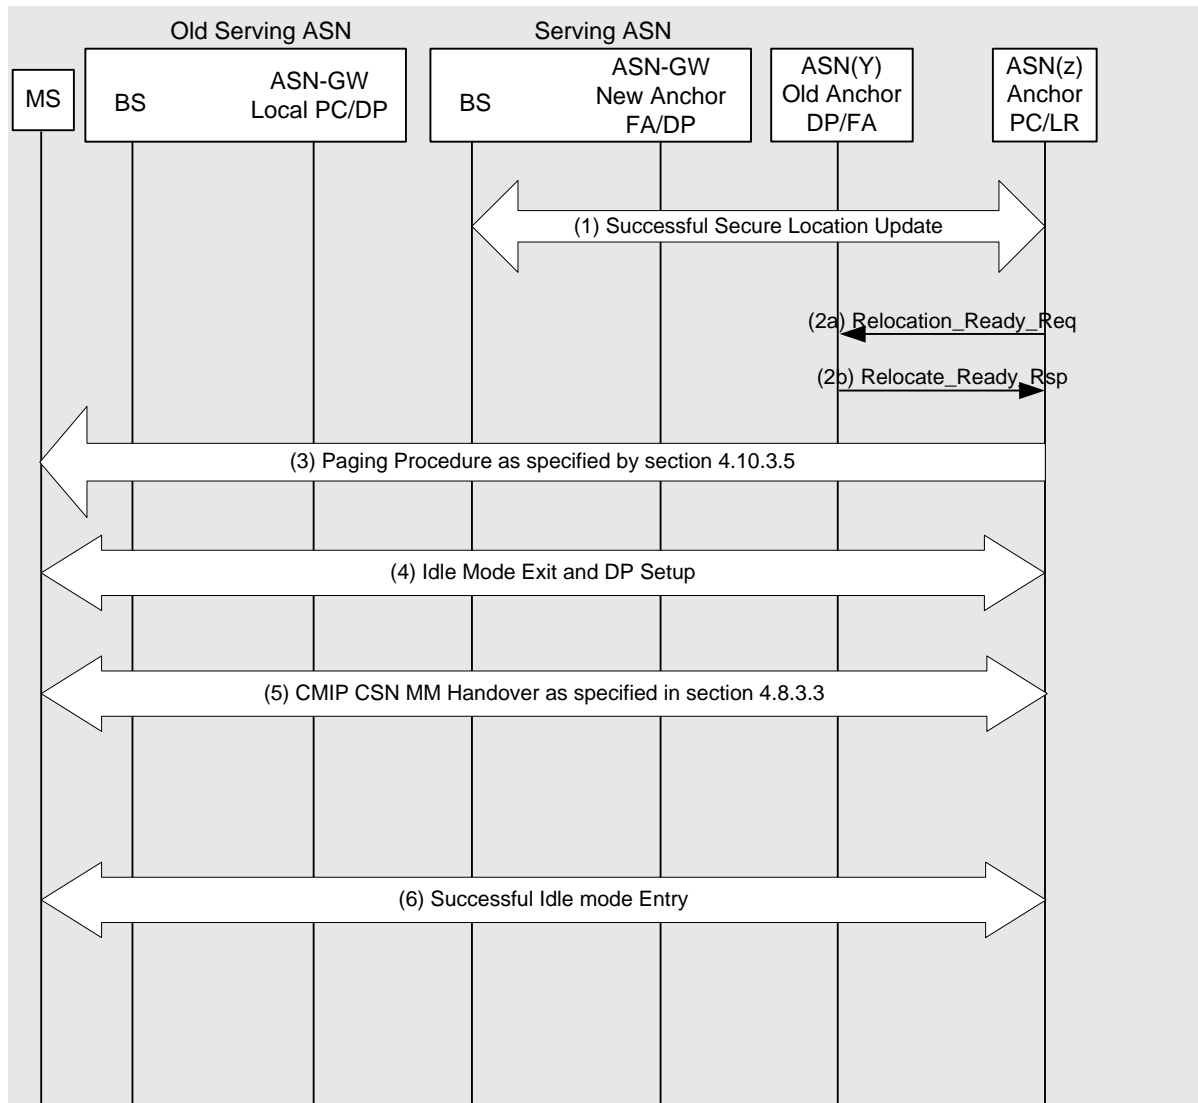 Old Serving ASN
Serving ASN
MS
BS
ASN-GW
Local PC/DP
BS
ASN-GW
New Anchor
FA/DP
ASN(Y)
Old Anchor
DP/FA
ASN(z)
Anchor
PC/LR
(1) Successful Secure Location Update
(2a) Relocation_Ready_Req
(2b) Relocate_Ready_Rsp
(3) Paging Procedure as specified by section 4.10.3.5
(4) Idle Mode Exit and DP Setup
(5) CMIP CSN MM Handover as specified in section 4.8.3.3
(6) Successful Idle mode Entry